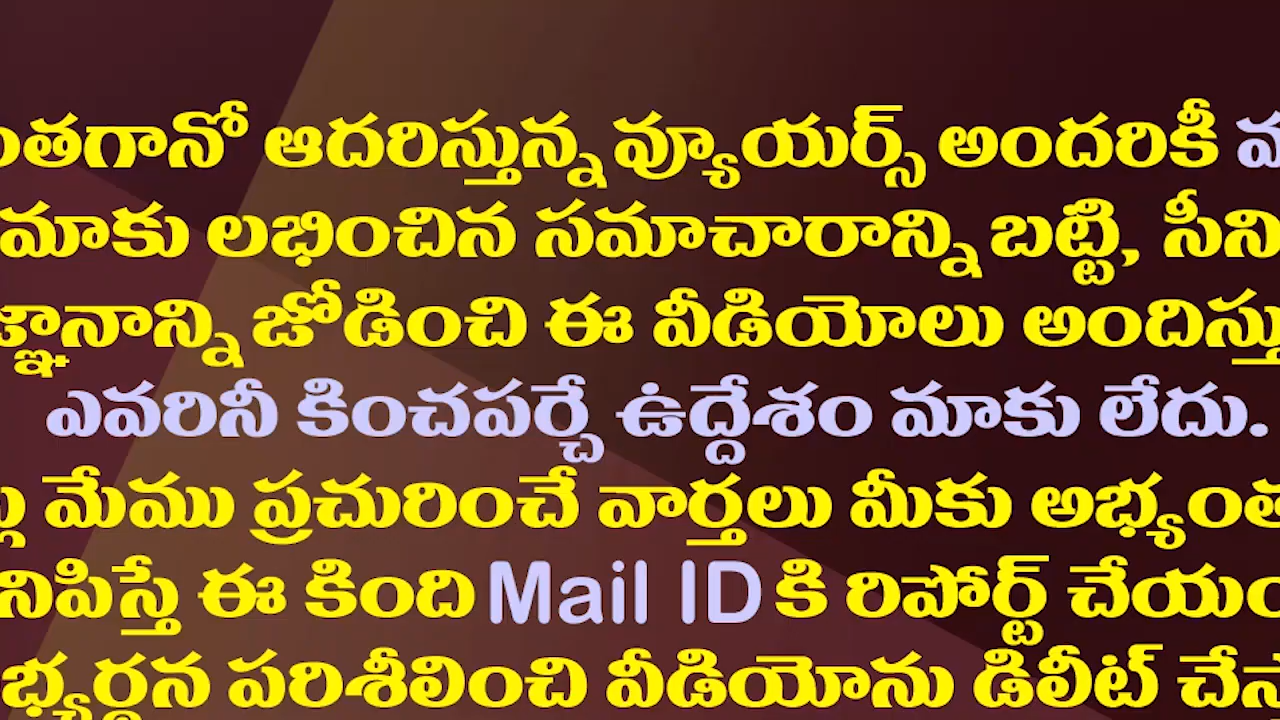 ంతగానో ఆదరిస్తున్న వ్యూయర్స్ అందరికీ
మాకు లభించిన సమాచారాన్ని బట్టి, సీని
జ్ఞానాన్ని జోడించి ఈ వీడియోలు అందిస్తు
ఎవరినీ కించపర్చే ఉద్దేశం మాకు లేదు.
మేము ప్రచురించే వార్తలు మీకు అభ్యంత
నిపిస్తే ఈ కింది Mail ID కి రిపోర్ట్ చేయం
భ్యర్థన పరిశీలించి వీడియోను డిలీట్ చేస